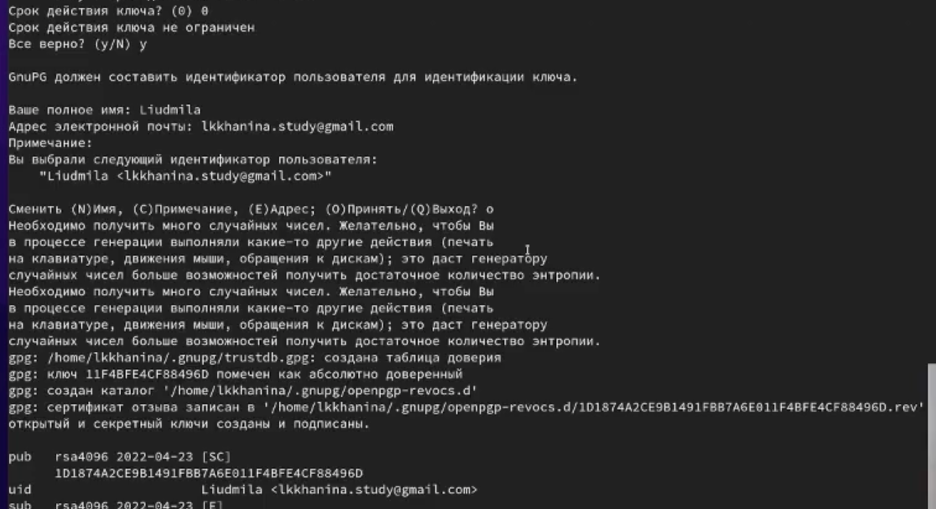 Срок действия ключа? (0) 0
Срок действия ключа не ограничен
Все верно? (y/N) y
GnuPG должен составить идентификатор пользователя для идентификации ключа.
Ваше полное имя: Liudmila
Адрес электронной почты: lkkhanina.study@gmail.com
Примечание:
Вы выбрали следующий идентификатор пользователя:
"Liudmila <lkkhanina.study@gmail.com>"
Сменить (N)Имя, (C)Примечание, (E)Адрес; (O)Принять/(Q)Выход? o
Необходимо получить много случайных чисел. Желательно, чтобы Вы
в процессе генерации выполняли какие-то другие действия (печать
на клавиатуре, движения мыши, обращения к дискам); это даст генератору
случайных чисел больше возможностей получить достаточное количество энтропии.
Необходимо получить много случайных чисел. Желательно, чтобы Вы
в процессе генерации выполняли какие-то другие действия (печать
на клавиатуре, движения мыши, обращения к дискам); это даст генератору
случайных чисел больше возможностей получить достаточное количество энтропии.
gpg: /home/lkkhanina/.gnupg/trustdb.gpg: создана таблица доверия
gpg: ключ 11F4BFE4CF88496D помечен как абсолютно доверенный
gpg: создан каталог '/home/lkkhanina/.gnupg/openpgp-revocs.d'
gpg: сертификат отзыва записан в '/home/lkkhanina/.gnupg/openpgp-revocs.d/1D1874A2CE9B1491FBB7A6E011F4BFE4CF88496D.rev'
открытый и секретный ключи созданы и подписаны.
pub rsa4096 2022-04-23 [SC]
1D1874A2CE9B1491FBB7A6E011F4BFE4CF88496D
uid Liudmila <lkkhanina.study@gmail.com>
sub rsa4096 2022-04-23 [E]